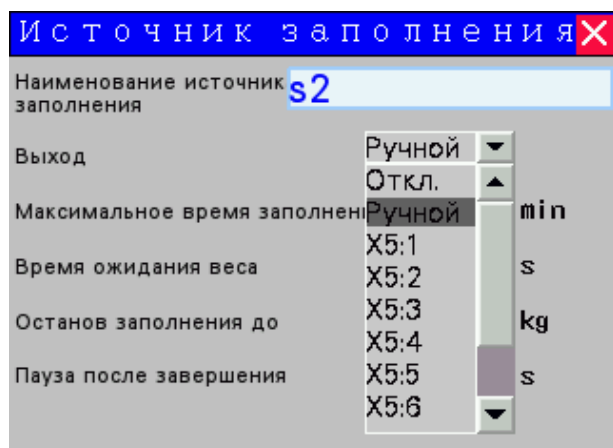 Источник заполнения
Наименование источник
заполнения
s2
Выход
Ручной
Откл.
Максимальное время заполнени
Ручной
min
X5:1
Время ожидания веса
X5:2
s
X5:3
Останов заполнения до
X5:4
kg
Пауза после завершения
X5:5
s
X5:6